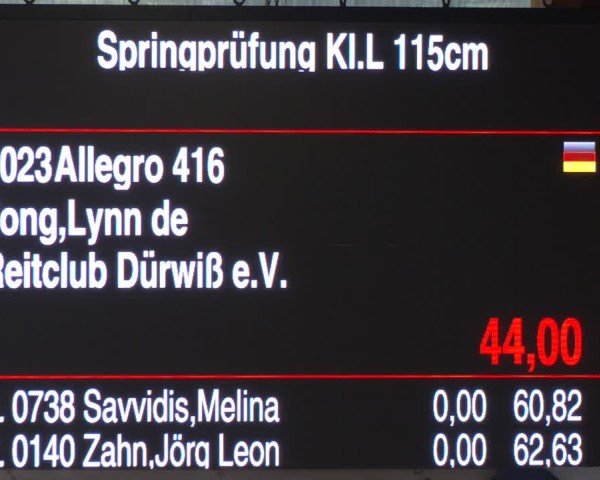 Springprüfung Kl.L 115cm
023 Allegro 416
ong,Lynn de
Reitclub Dürwiß e.V.
44,00
. 0738 Savvidis,Melina 0,00 60,82
. 0140 Zahn,Jörg Leon 0,00 62,63